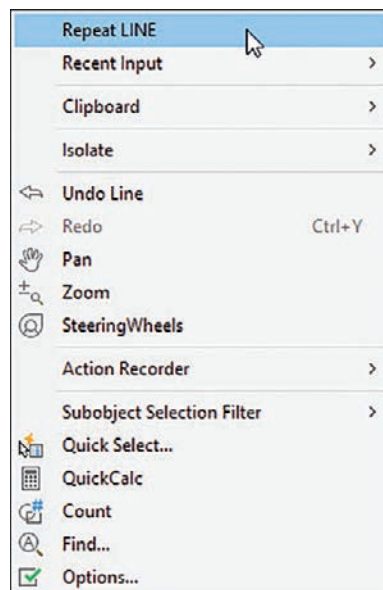 Repeat LINE
Recent Input
Clipboard
Isolate
Undo Line
Redo Ctrl+Y
Pan
Zoom
SteeringWheels
Action Recorder
Subobject Selection Filter
Quick Select...
QuickCalc
Count
Find...
Options...